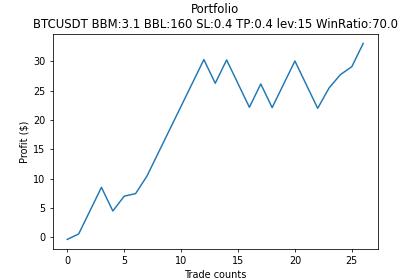 Portfolio
BTCUSDT BBM:3.1 BBL:160 SL:0.4 TP:0.4 lev:15 WinRatio:70.0
30
25
20
15
10
5
0
Profit ($)
0 5 10 15 20 25
Trade counts